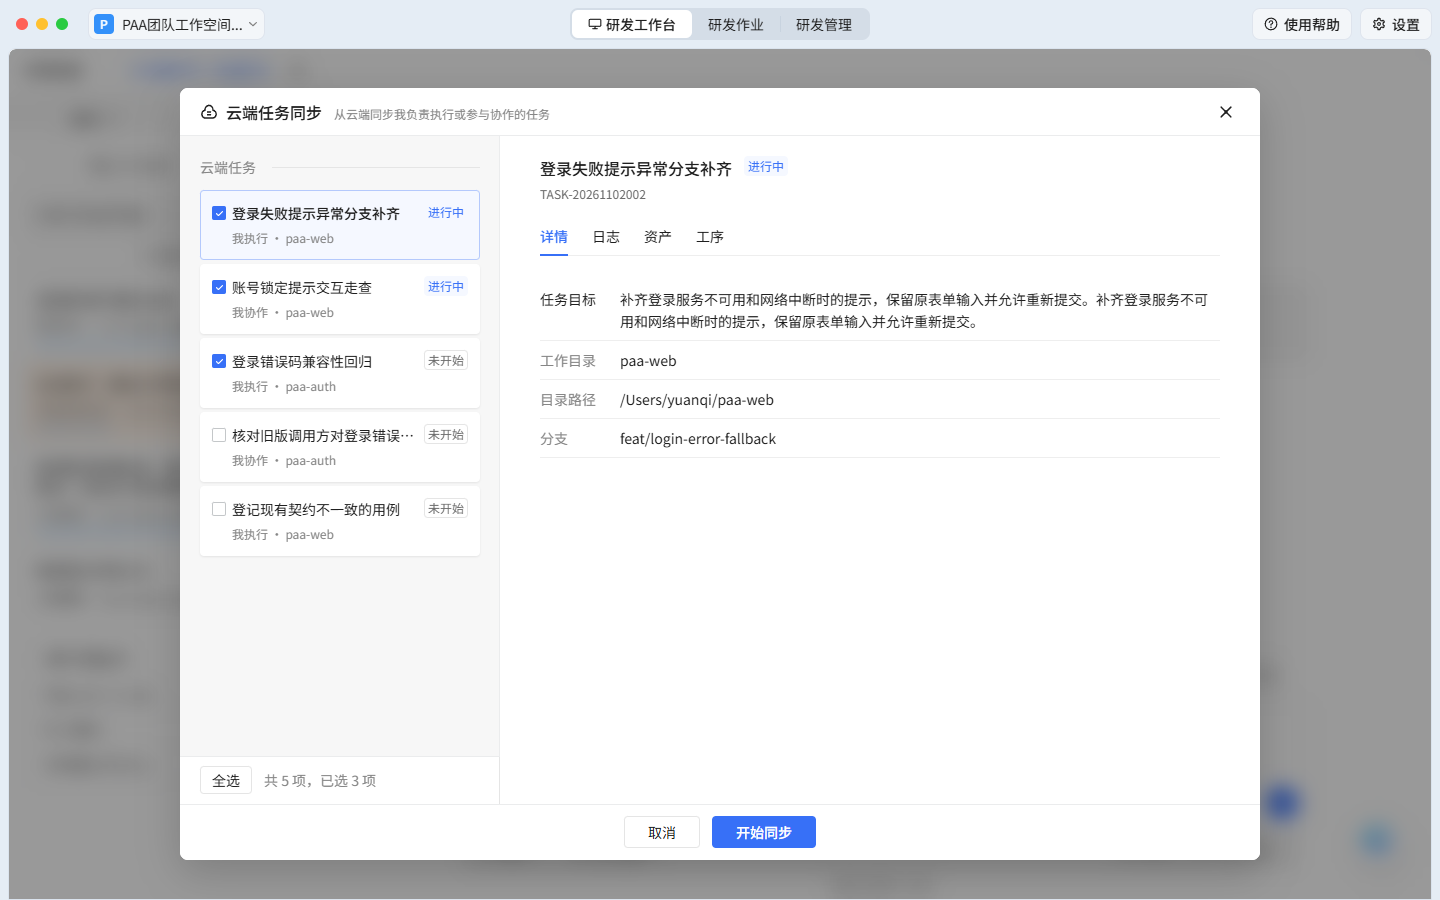 P PAA团队工作空间...
研发工作台 研发作业 研发管理
使用帮助 设置
云端任务同步 从云端同步我负责执行或参与协作的任务
云端任务
登录失败提示异常分支补齐 进行中
我执行 • paa-web
账号锁定提示交互走查 进行中
我协作 • paa-web
登录错误码兼容性回归 未开始
我执行 • paa-auth
核对旧版调用方对登录错误… 未开始
我协作 • paa-auth
登记现有契约不一致的用例 未开始
我执行 • paa-web
全选 共 5 项，已选 3 项
登录失败提示异常分支补齐 进行中
TASK-20261102002
详情 日志 资产 工序
任务目标 补齐登录服务不可用和网络中断时的提示，保留原表单输入并允许重新提交。补齐登录服务不可
用和网络中断时的提示，保留原表单输入并允许重新提交。
工作目录 paa-web
目录路径 /Users/yuanqi/paa-web
分支 feat/login-error-fallback
取消 开始同步